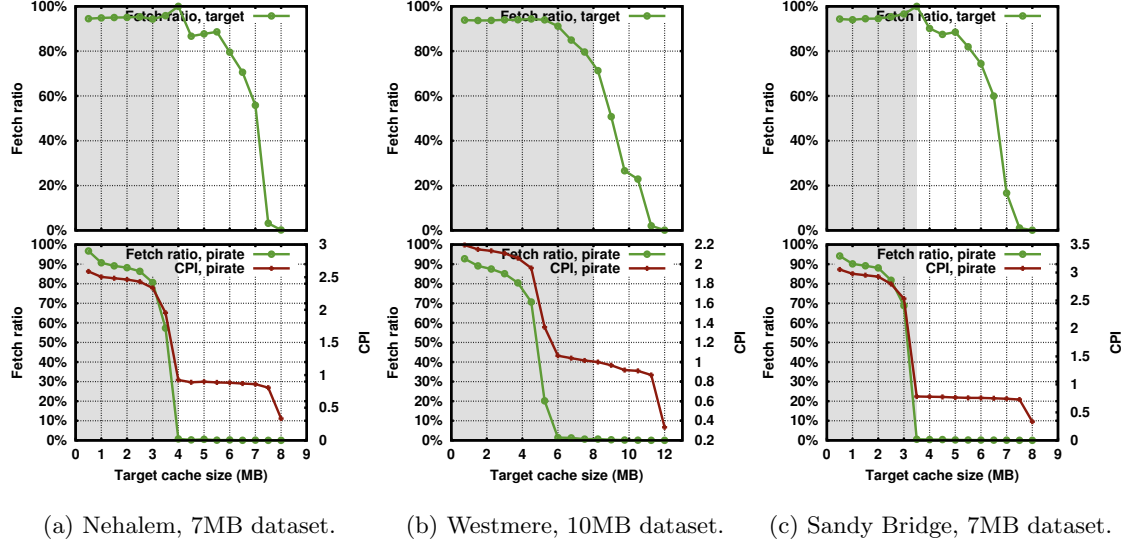 Fetch ratio, target
Fetch ratio
100%
80%
60%
40%
20%
0%
Fetch ratio, pirate
CPI, pirate
Fetch ratio
100%
90%
80%
70%
60%
50%
40%
30%
20%
10%
0%
3
2.5
2
1.5
1
0.5
0
CPI
0 1 2 3 4 5 6 7 8 9
Target cache size (MB)
(a) Nehalem, 7MB dataset.
Fetch ratio, target
Fetch ratio
100%
80%
60%
40%
20%
0%
Fetch ratio, pirate
CPI, pirate
Fetch ratio
100%
90%
80%
70%
60%
50%
40%
30%
20%
10%
0%
2.2
2
1.8
1.6
1.4
1.2
1
0.8
0.6
0.4
0.2
CPI
0 2 4 6 8 10 12
Target cache size (MB)
(b) Westmere, 10MB dataset.
Fetch ratio, target
Fetch ratio
100%
80%
60%
40%
20%
0%
Fetch ratio, pirate
CPI, pirate
Fetch ratio
100%
90%
80%
70%
60%
50%
40%
30%
20%
10%
0%
3.5
3
2.5
2
1.5
1
0.5
0
CPI
0 1 2 3 4 5 6 7 8 9
Target cache size (MB)
(c) Sandy Bridge, 7MB dataset.